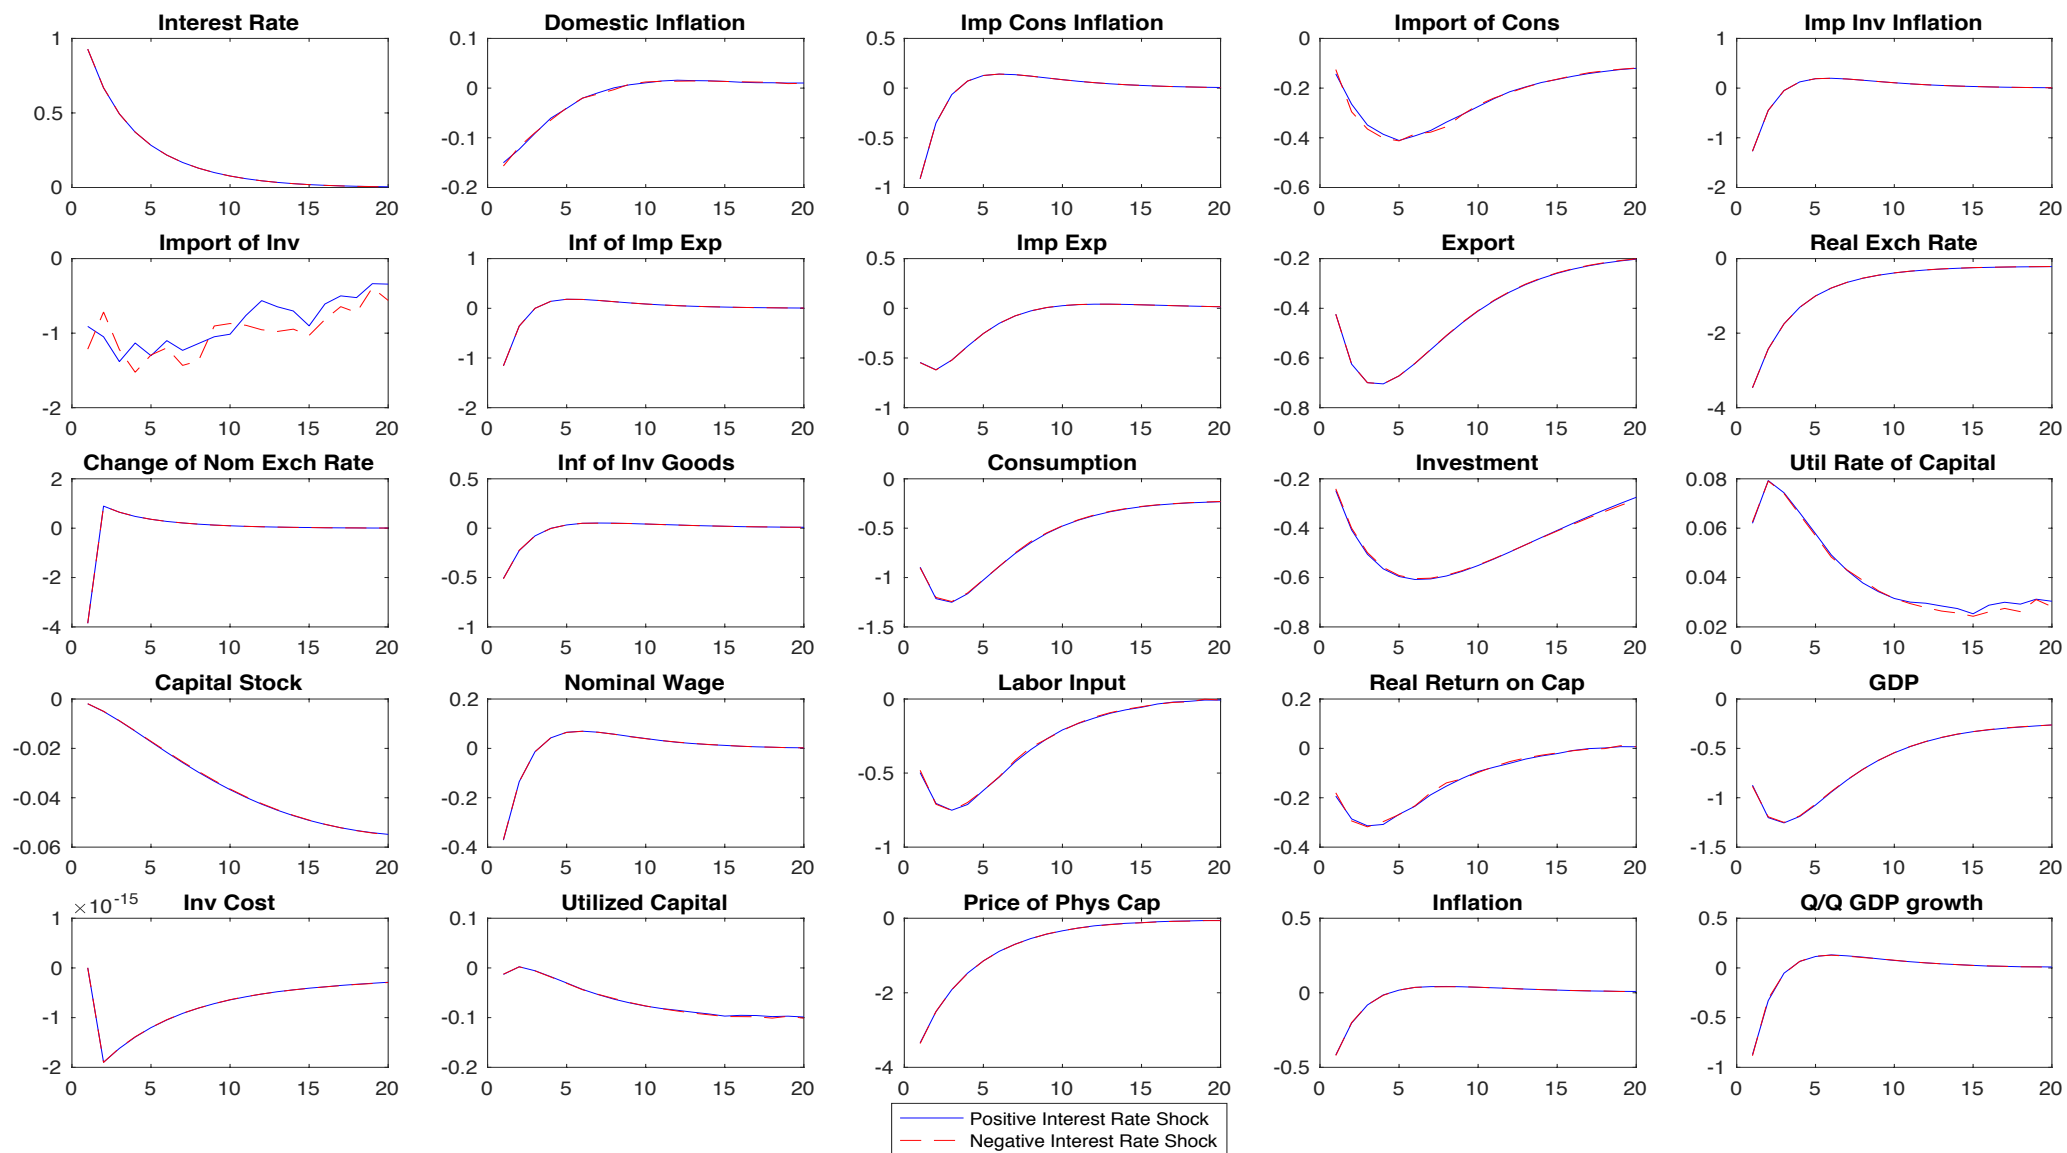 Interest Rate
1
0.5
0
0 5 10 15 20
Domestic Inflation
0.1
0
-0.1
-0.2
0 5 10 15 20
Imp Cons Inflation
0.5
0
-0.5
-1
0 5 10 15 20
Import of Cons
0
-0.2
-0.4
-0.6
0 5 10 15 20
Imp Inv Inflation
1
0
-1
-2
0 5 10 15 20
Import of Inv
0
-1
-2
0 5 10 15 20
Inf of Imp Exp
1
0
-1
-2
0 5 10 15 20
Imp Exp
0.5
0
-0.5
-1
0 5 10 15 20
Export
-0.2
-0.4
-0.6
-0.8
0 5 10 15 20
Real Exch Rate
0
-2
-4
0 5 10 15 20
Change of Nom Exch Rate
2
0
-2
-4
0 5 10 15 20
Inf of Inv Goods
0.5
0
-0.5
-1
0 5 10 15 20
Consumption
0
-0.5
-1
-1.5
0 5 10 15 20
Investment
-0.2
-0.4
-0.6
-0.8
0 5 10 15 20
Util Rate of Capital
0.08
0.06
0.04
0.02
0 5 10 15 20
Capital Stock
0
-0.02
-0.04
-0.06
0 5 10 15 20
Nominal Wage
0.2
0
-0.2
-0.4
0 5 10 15 20
Labor Input
0
-0.5
-1
0 5 10 15 20
Real Return on Cap
0.2
0
-0.2
-0.4
0 5 10 15 20
GDP
0
-0.5
-1
-1.5
0 5 10 15 20
×10^-15
Inv Cost
1
0
-1
-2
0 5 10 15 20
Utilized Capital
0.1
0
-0.1
-0.2
0 5 10 15 20
Price of Phys Cap
0
-2
-4
0 5 10 15 20
Inflation
0.5
0
0.5
0 5 10 15 20
Q/Q GDP growth
0.5
0
-0.5
-1
0 5 10 15 20
Positive Interest Rate Shock
Negative Interest Rate Shock